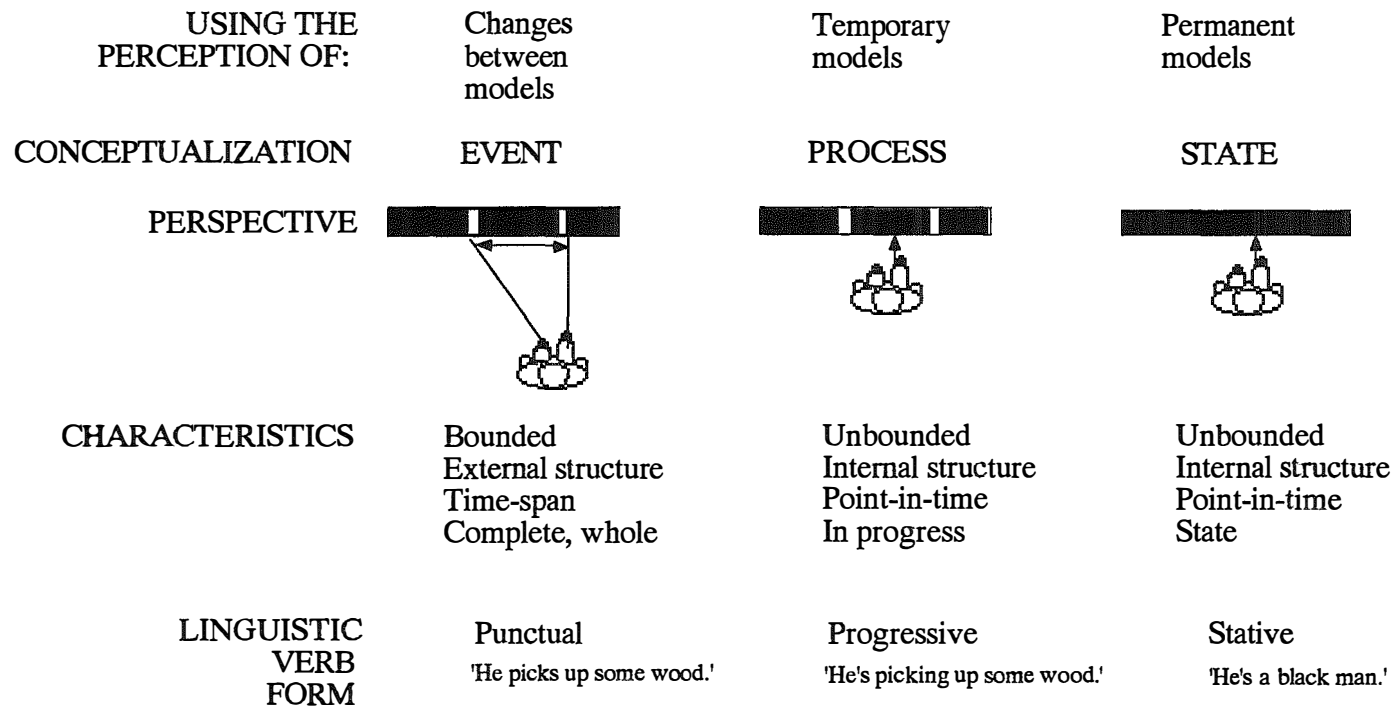 USING THE PERCEPTION OF:
Changes between models
Temporary models
Permanent models
CONCEPTUALIZATION
EVENT
PROCESS
STATE
PERSPECTIVE
CHARACTERISTICS
Bounded
External structure
Time-span
Complete, whole
Unbounded
Internal structure
Point-in-time
In progress
Unbounded
Internal structure
Point-in-time
State
LINGUISTIC
VERB
FORM
Punctual
'He picks up some wood.'
Progressive
'He's picking up some wood.'
Stative
'He's a black man.'